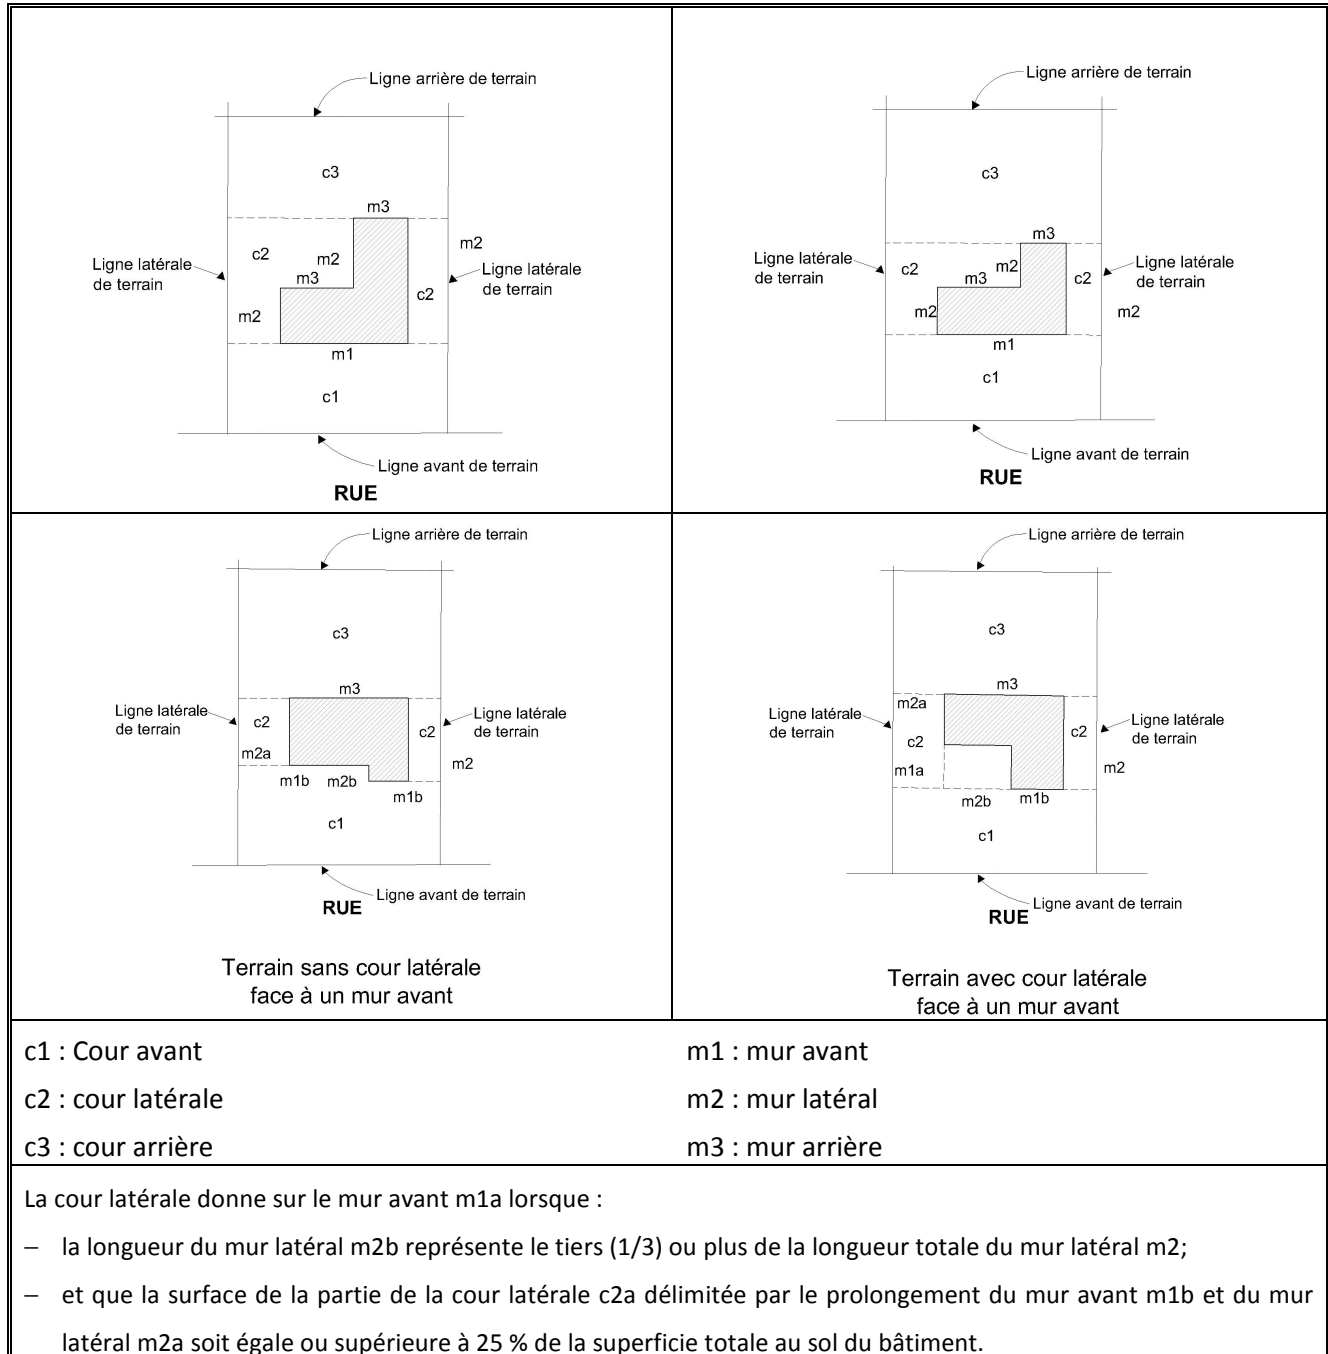 Ligne arrière de terrain
c3
m3
c2
m2
m2
Ligne latérale
de terrain
Ligne latérale
de terrain
m3
c2
m2
m1
c1
Ligne avant de terrain
RUE
Ligne arrière de terrain
c3
m3
Ligne latérale
de terrain
c2
m2
c2
Ligne latérale
de terrain
m3
m2
m2
m1
c1
Ligne avant de terrain
RUE
Ligne arrière de terrain
c3
m3
Ligne latérale
de terrain
c2
c2
Ligne latérale
de terrain
m2a
m2
m1b
m2b
m1b
c1
Ligne avant de terrain
RUE
Terrain sans cour latérale
face à un mur avant
Ligne arrière de terrain
c3
m3
m2a
Ligne latérale
de terrain
c2
c2
Ligne latérale
de terrain
m1a
m2
m2b
m1b
c1
Ligne avant de terrain
RUE
Terrain avec cour latérale
face à un mur avant
c1 : Cour avant
m1 : mur avant
c2 : cour latérale
m2 : mur latéral
c3 : cour arrière
m3 : mur arrière
La cour latérale donne sur le mur avant m1a lorsque :
– la longueur du mur latéral m2b représente le tiers (1/3) ou plus de la longueur totale du mur latéral m2;
– et que la surface de la partie de la cour latérale c2a délimitée par le prolongement du mur avant m1b et du mur
latéral m2a soit égale ou supérieure à 25 % de la superficie totale au sol du bâtiment.